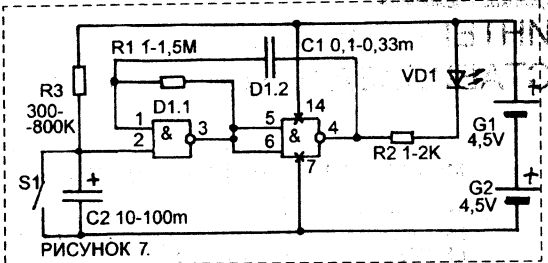 R1 1-1,5M
C1 0,1-0,33m
D1.2
VD1
R3
300-
-800K
D1.1
14
1
&
3
5
&
4
2
6
7
G1
4,5V
R2 1-2K
S1
G2
4,5V
C2 10-100m
РИСУНОК 7.